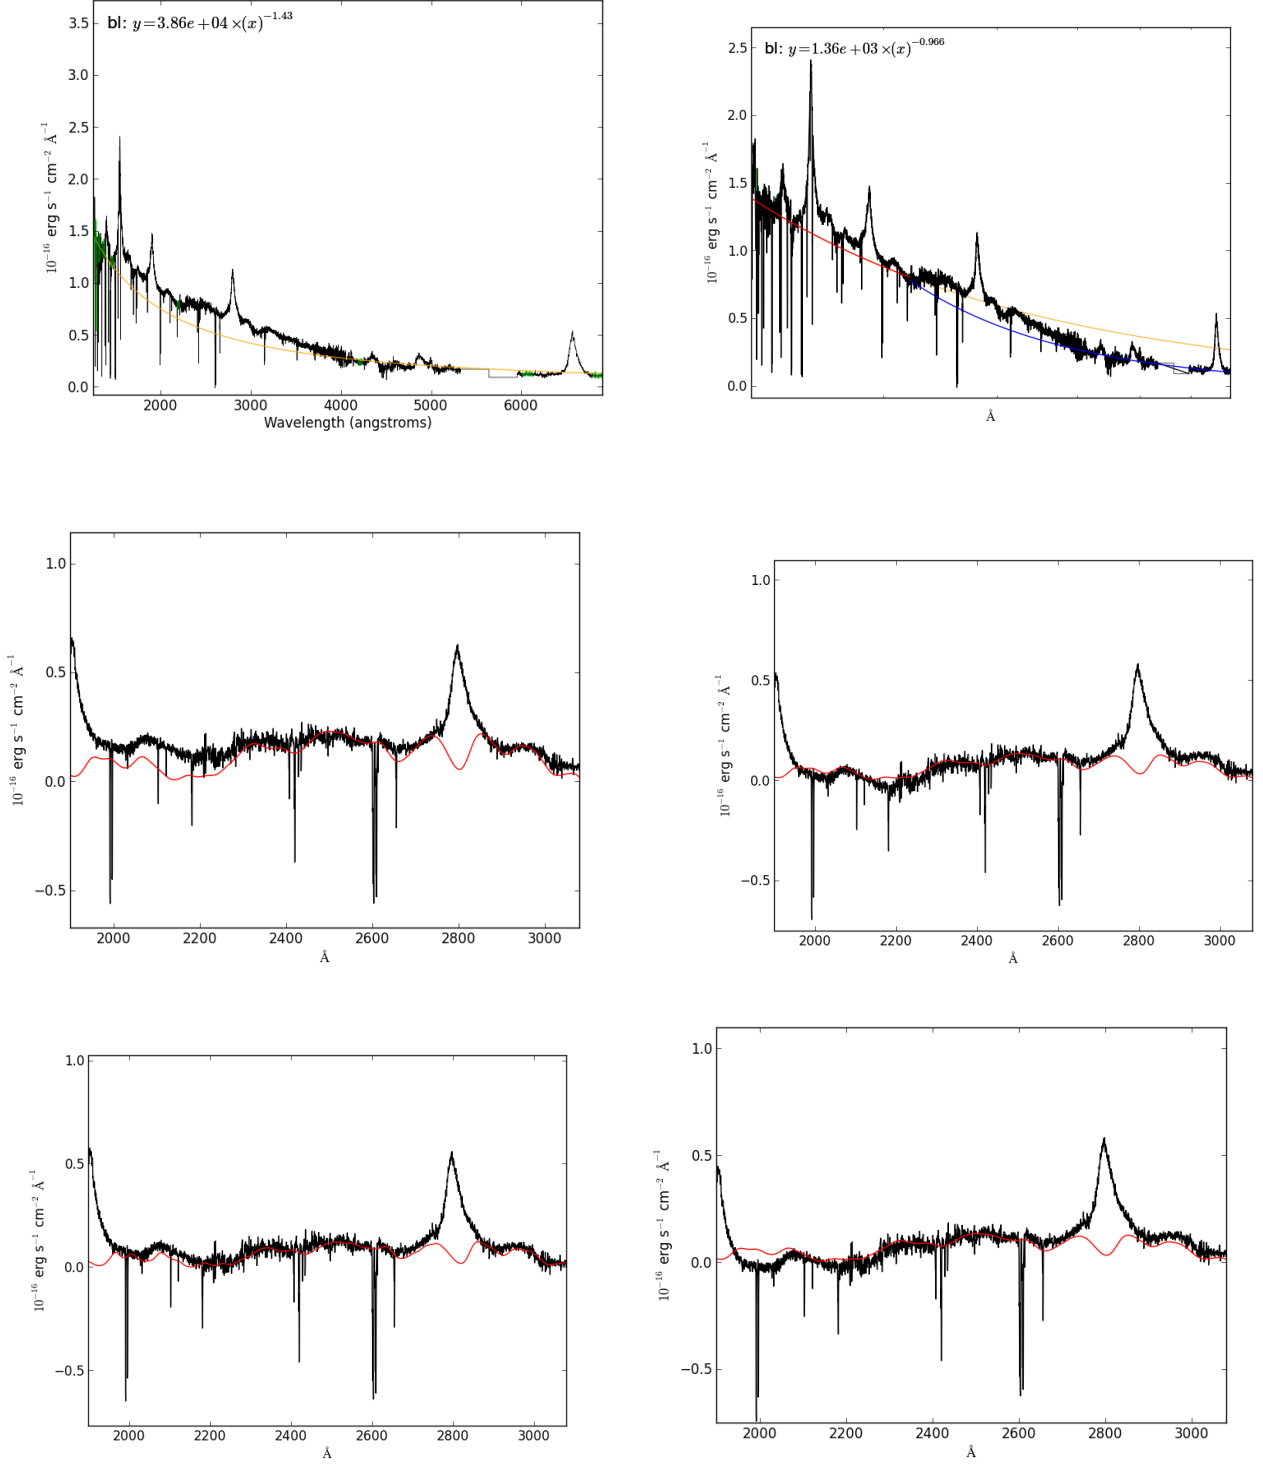 bl: y=3.86e+04×(x)^{-1.43}
3.5
3.0
2.5
2.0
1.5
1.0
0.5
0.0
10^{-16} erg s^{-1} cm^{-2} Å^{-1}
2000 3000 4000 5000 6000
Wavelength (angstroms)
bl: y=1.36e+03×(x)^{-0.966}
2.5
2.0
1.5
1.0
0.5
0.0
10^{-16} erg s^{-1} cm^{-2} Å^{-1}
Å
1.0
0.5
0.0
−0.5
10^{-16} erg s^{-1} cm^{-2} Å^{-1}
2000 2200 2400 2600 2800 3000
Å
1.0
0.5
0.0
−0.5
10^{-16} erg s^{-1} cm^{-2} Å^{-1}
2000 2200 2400 2600 2800 3000
Å
1.0
0.5
0.0
−0.5
10^{-16} erg s^{-1} cm^{-2} Å^{-1}
2000 2200 2400 2600 2800 3000
Å
1.0
0.5
0.0
−0.5
10^{-16} erg s^{-1} cm^{-2} Å^{-1}
2000 2200 2400 2600 2800 3000
Å